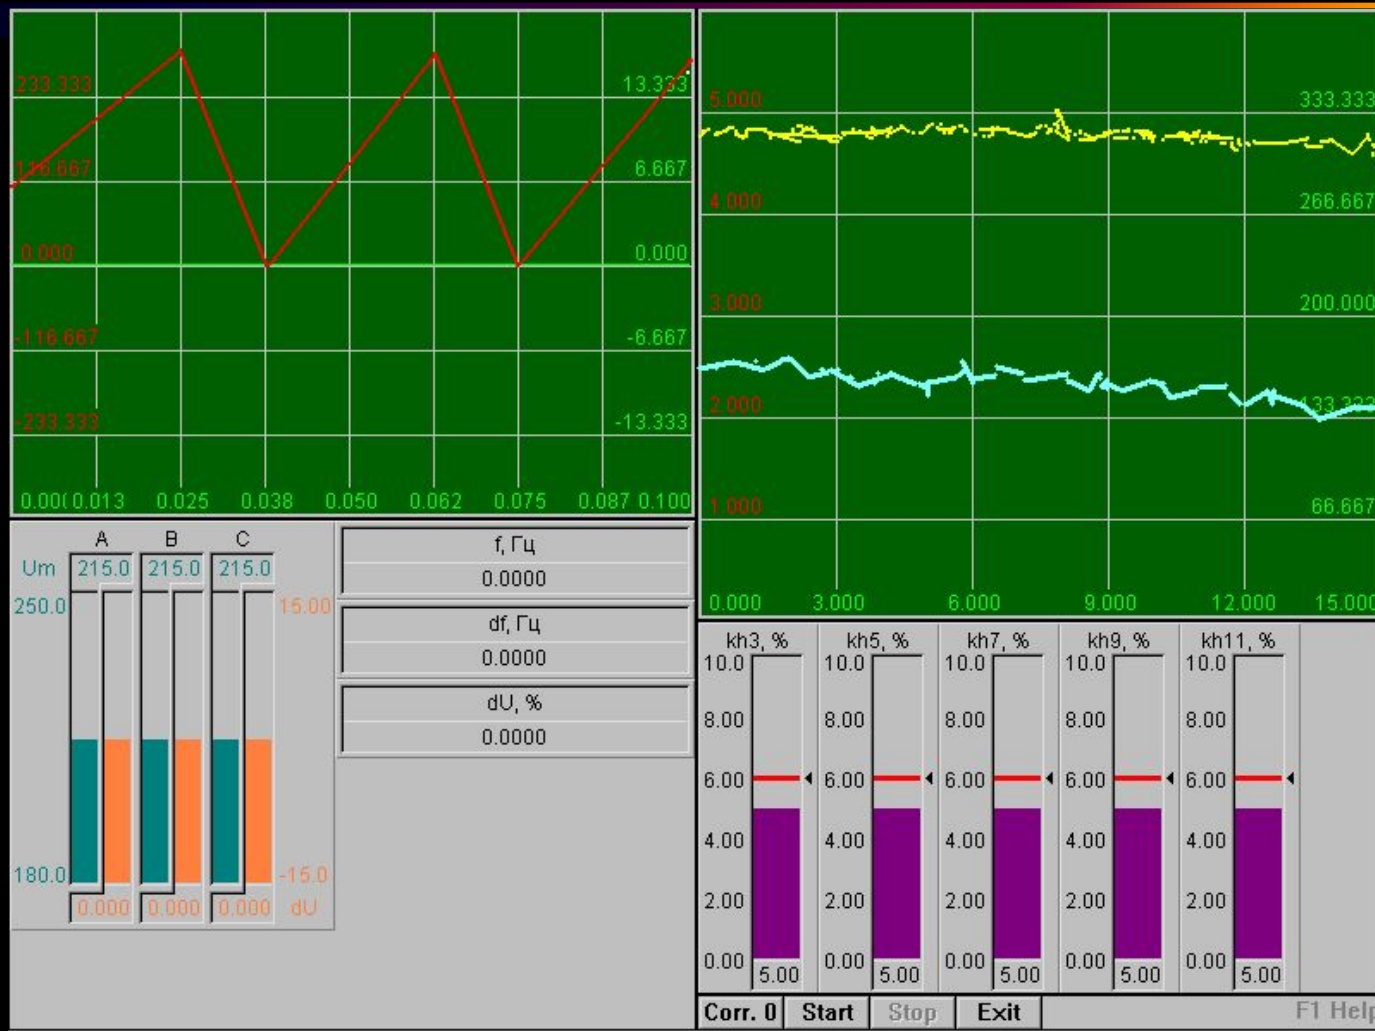 233.333 13.333
116.667 6.667
0.000 0.000
-116.667 -6.667
-233.333 -13.333
0.00( 0.013 0.025 0.038 0.050 0.062 0.075 0.087 0.100
5.000 333.333
4.000 266.667
3.000 200.000
2.000 133.333
1.000 66.667
0.000 3.000 6.000 9.000 12.000 15.000
A B C
Um 215.0 215.0 215.0
250.0 15.00
180.0 -15.0
0.000 0.000 0.000 dU
f, Гц
0.0000
df, Гц
0.0000
dU, %
0.0000
kh3, % kh5, % kh7, % kh9, % kh11, %
10.0 10.0 10.0 10.0 10.0
8.00 8.00 8.00 8.00 8.00
6.00 6.00 6.00 6.00 6.00
4.00 4.00 4.00 4.00 4.00
2.00 2.00 2.00 2.00 2.00
0.00 0.00 0.00 0.00 0.00
5.00 5.00 5.00 5.00 5.00
Corr. 0 Start Stop Exit F1 Help